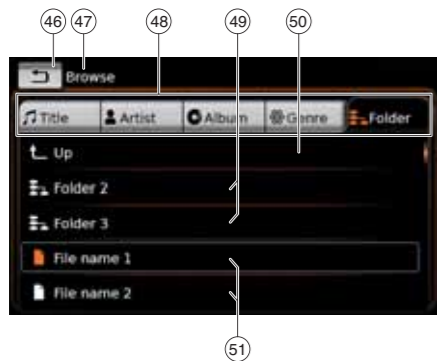 46 47 48 49 50
Browse
Title Artist Album Genre Folder
Up
Folder 2
Folder 3
File name 1
File name 2
51